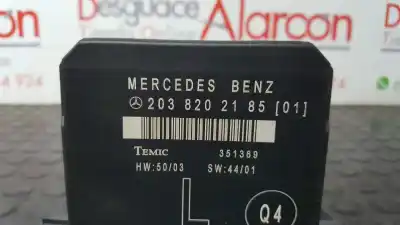 Desguace Alarcon
MERCEDES BENZ
203 820 21 85 [01]
TEMIC 351369
HW:50/03 SW:44/01
L
Q4